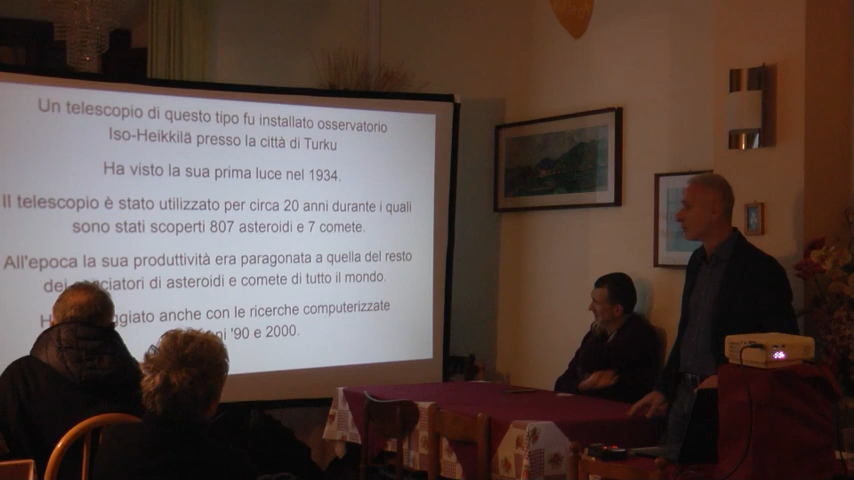 Un telescopio di questo tipo fu installato osservatorio
Iso-Heikkilä presso la città di Turku
Ha visto la sua prima luce nel 1934.
Il telescopio è stato utilizzato per circa 20 anni durante i quali
sono stati scoperti 807 asteroidi e 7 comete.
All'epoca la sua produttività era paragonata a quella del resto
dei cacciatori di asteroidi e comete di tutto il mondo.
anche con le ricerche computerizzate
'90 e 2000.